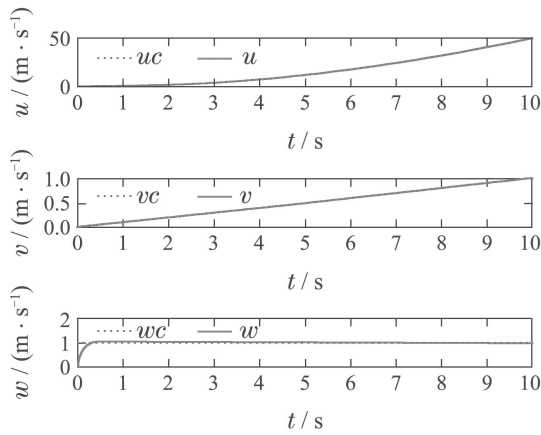 50
uc u
u / (m · s⁻¹)
0
0 1 2 3 4 5 6 7 8 9 10
t / s
1.0
vc v
0.5
v / (m · s⁻¹)
0.0
0 1 2 3 4 5 6 7 8 9 10
t / s
2
wc w
1
w / (m · s⁻¹)
0
0 1 2 3 4 5 6 7 8 9 10
t / s